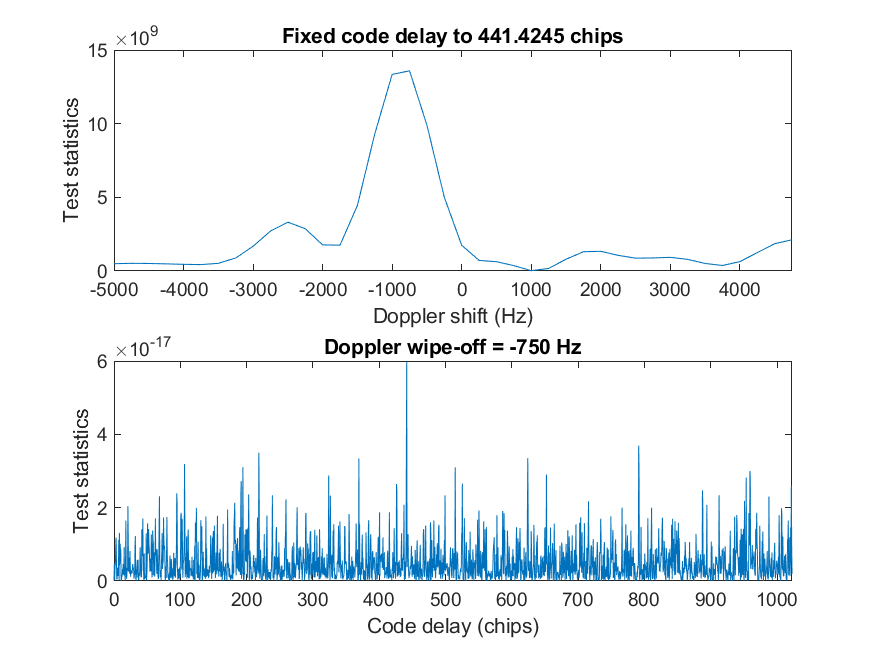 ×10⁹
Fixed code delay to 441.4245 chips
15
10
5
0
Test statistics
-5000 -4000 -3000 -2000 -1000 0 1000 2000 3000 4000
Doppler shift (Hz)
×10⁻¹⁷
Doppler wipe-off = -750 Hz
6
4
2
0
Test statistics
0 100 200 300 400 500 600 700 800 900 1000
Code delay (chips)